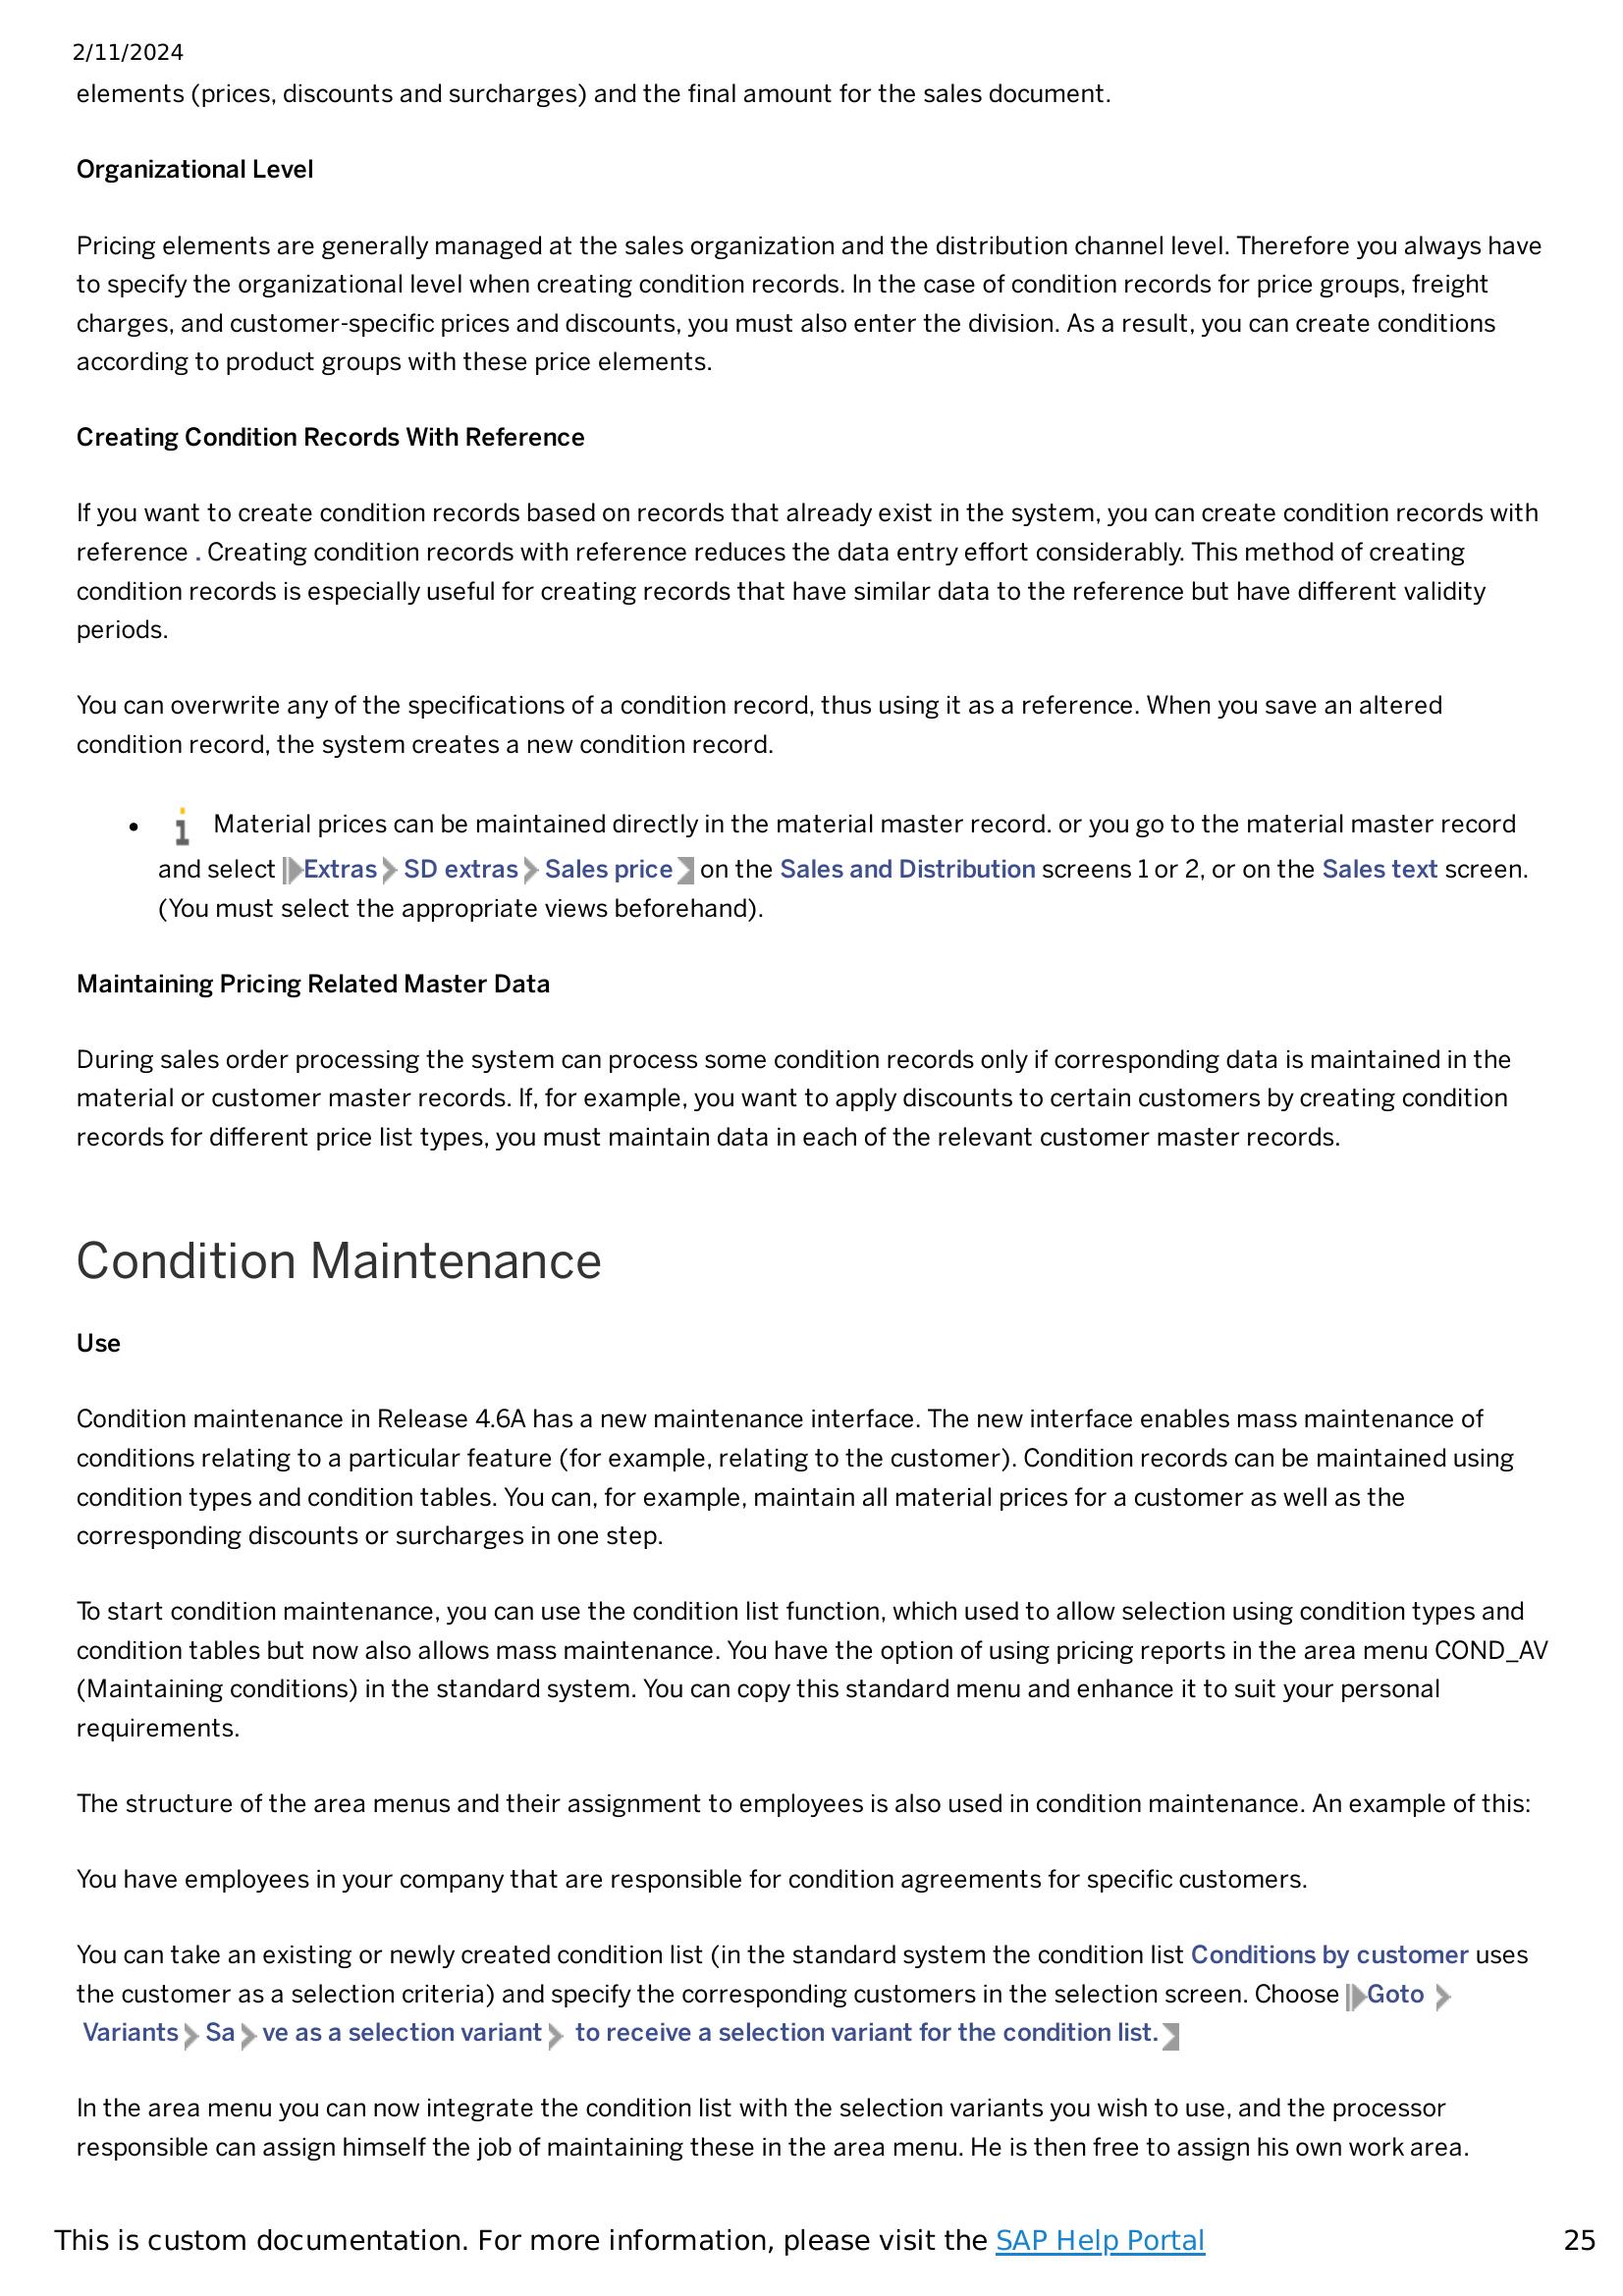 2/11/2024
elements (prices, discounts and surcharges) and the final amount for the sales document.
Organizational Level
Pricing elements are generally managed at the sales organization and the distribution channel level. Therefore you always have
to specify the organizational level when creating condition records. In the case of condition records for price groups, freight
charges, and customer-specific prices and discounts, you must also enter the division. As a result, you can create conditions
according to product groups with these price elements.
Creating Condition Records With Reference
If you want to create condition records based on records that already exist in the system, you can create condition records with
reference . Creating condition records with reference reduces the data entry effort considerably. This method of creating
condition records is especially useful for creating records that have similar data to the reference but have different validity
periods.
You can overwrite any of the specifications of a condition record, thus using it as a reference. When you save an altered
condition record, the system creates a new condition record.
• Material prices can be maintained directly in the material master record. or you go to the material master record
and select Extras SD extras Sales price on the Sales and Distribution screens 1 or 2, or on the Sales text screen.
(You must select the appropriate views beforehand).
Maintaining Pricing Related Master Data
During sales order processing the system can process some condition records only if corresponding data is maintained in the
material or customer master records. If, for example, you want to apply discounts to certain customers by creating condition
records for different price list types, you must maintain data in each of the relevant customer master records.
Condition Maintenance
Use
Condition maintenance in Release 4.6A has a new maintenance interface. The new interface enables mass maintenance of
conditions relating to a particular feature (for example, relating to the customer). Condition records can be maintained using
condition types and condition tables. You can, for example, maintain all material prices for a customer as well as the
corresponding discounts or surcharges in one step.
To start condition maintenance, you can use the condition list function, which used to allow selection using condition types and
condition tables but now also allows mass maintenance. You have the option of using pricing reports in the area menu COND_AV
(Maintaining conditions) in the standard system. You can copy this standard menu and enhance it to suit your personal
requirements.
The structure of the area menus and their assignment to employees is also used in condition maintenance. An example of this:
You have employees in your company that are responsible for condition agreements for specific customers.
You can take an existing or newly created condition list (in the standard system the condition list Conditions by customer uses
the customer as a selection criteria) and specify the corresponding customers in the selection screen. Choose Goto
Variants Sa ve as a selection variant to receive a selection variant for the condition list.
In the area menu you can now integrate the condition list with the selection variants you wish to use, and the processor
responsible can assign himself the job of maintaining these in the area menu. He is then free to assign his own work area.
This is custom documentation. For more information, please visit the SAP Help Portal 25